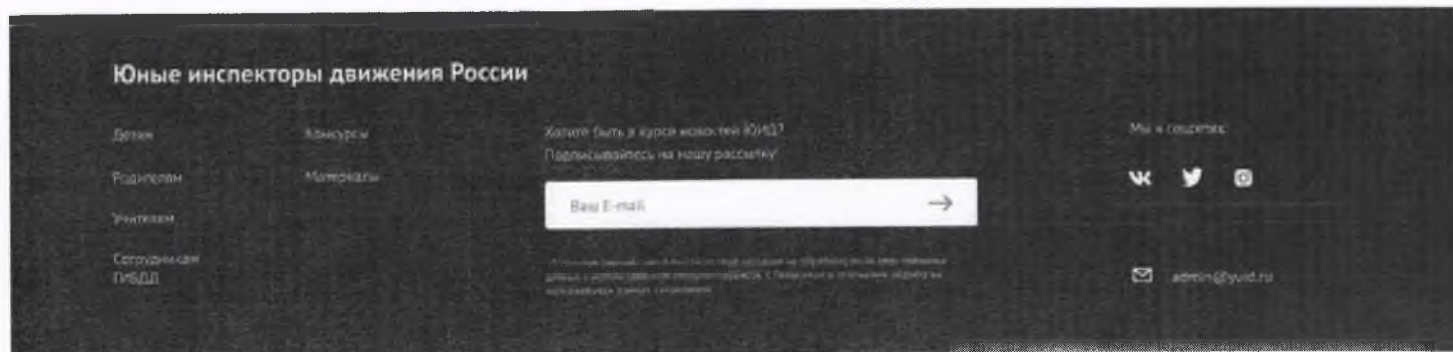 Юные инспекторы движения России
Детям
Родителям
Учителям
Сотрудникам
ГИБДД
Конкурсы
Материалы
Хотите быть в курсе новостей ЮИД?
Подписывайтесь на нашу рассылку!
Ваш E-mail
Мы в соцсетях:
admin@yuid.ru